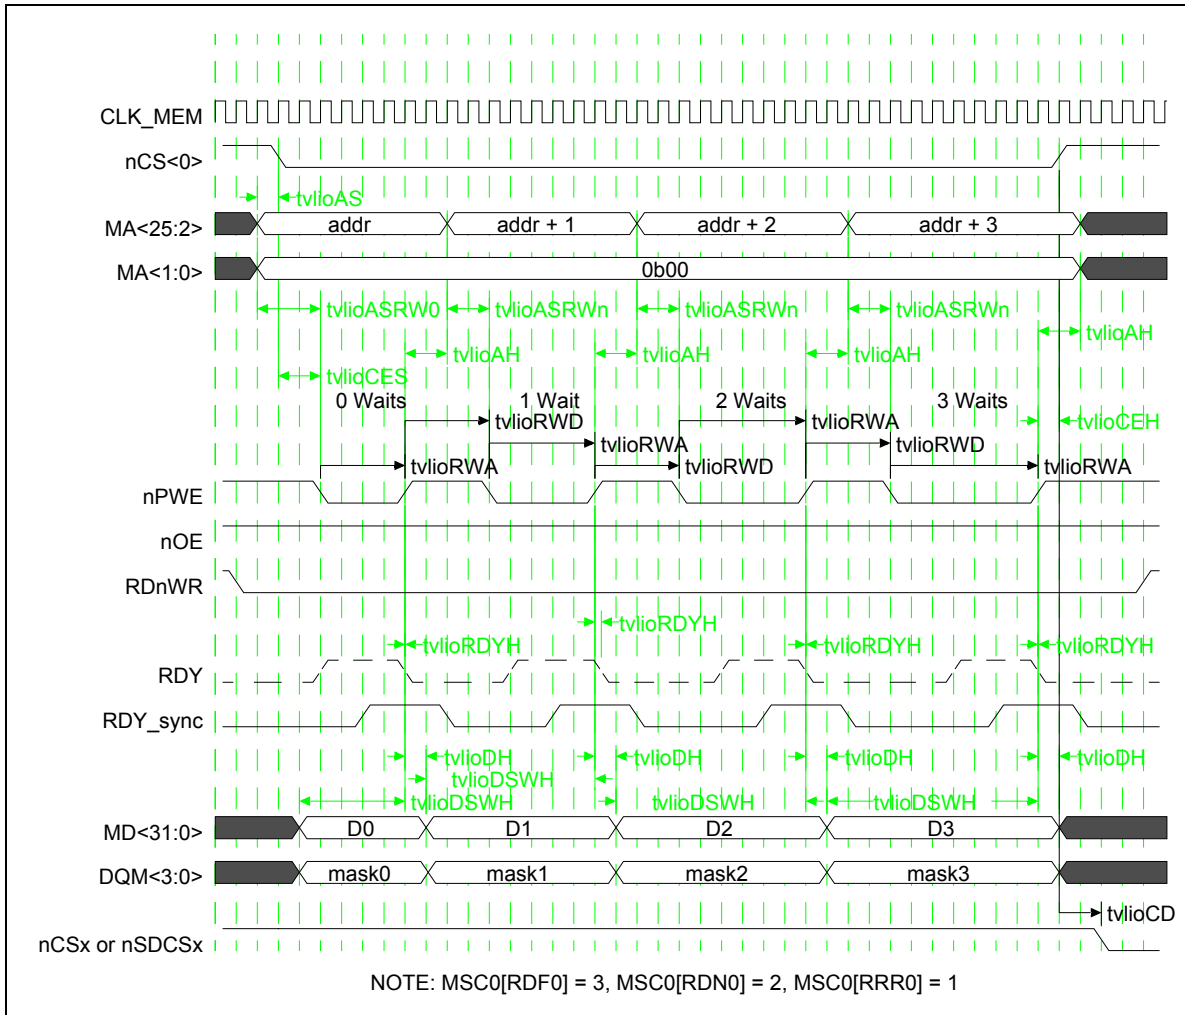 CLK_MEM
nCS<0>
tvlioAS
MA<25:2> addr addr + 1 addr + 2 addr + 3
MA<1:0> 0b00
tvlioASRW0 tvlioASRWn tvlioASRWn tvlioASRWn
tvlioAH
tvlioAH tvlioAH tvlioAH
tvlioCES
0 Waits 1 Wait 2 Waits 3 Waits
tvlioRWD tvlioRWA tvlioCEH
tvlioRWA tvlioRWD
tvlioRWA tvlioRWD tvlioRWA
nPWE
nOE
RDnWR
tvlioRDYH
tvlioRDYH tvlioRDYH tvlioRDYH
RDY
RDY_sync
tvlioDH tvlioDH tvlioDH tvlioDH
tvlioDSWH
tvlioDSWH tvlioDSWH tvlioDSWH
MD<31:0> D0 D1 D2 D3
DQM<3:0> mask0 mask1 mask2 mask3
tvlioCD
nCSx or nSDCSx
NOTE: MSC0[RDF0] = 3, MSC0[RDN0] = 2, MSC0[RRR0] = 1